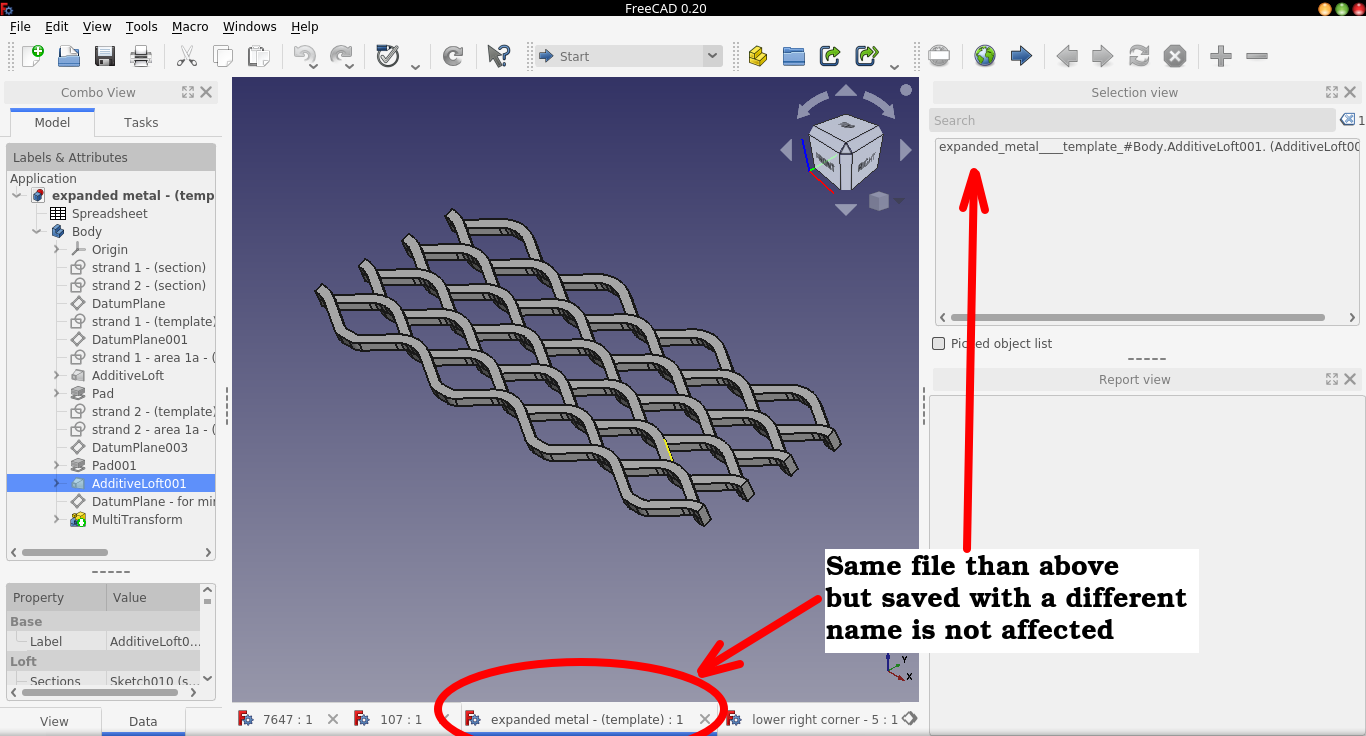 FreeCAD 0.20
File Edit View Tools Macro Windows Help
Start
Combo View
Model Tasks
Labels & Attributes
Application
expanded metal - (temp
Spreadsheet
Body
Origin
strand 1 - (section)
strand 2 - (section)
DatumPlane
strand 1 - (template)
DatumPlane001
strand 1 - area 1a - (
AdditiveLoft
Pad
strand 2 - (template)
strand 2 - area 1a - (
DatumPlane003
Pad001
AdditiveLoft001
DatumPlane - for mi
MultiTransform
Property Value
Base
Label AdditiveLoft0...
Loft
Sections Sketch010 (s...
View Data
FRONT RIGHT
Y
X
7647 : 1
107 : 1
expanded metal - (template) : 1
lower right corner - 5 : 1
Selection view
Search
1
expanded_metal____template_#Body.AdditiveLoft001. (AdditiveLoft00
Picked object list
Report view
Same file than above
but saved with a different
name is not affected